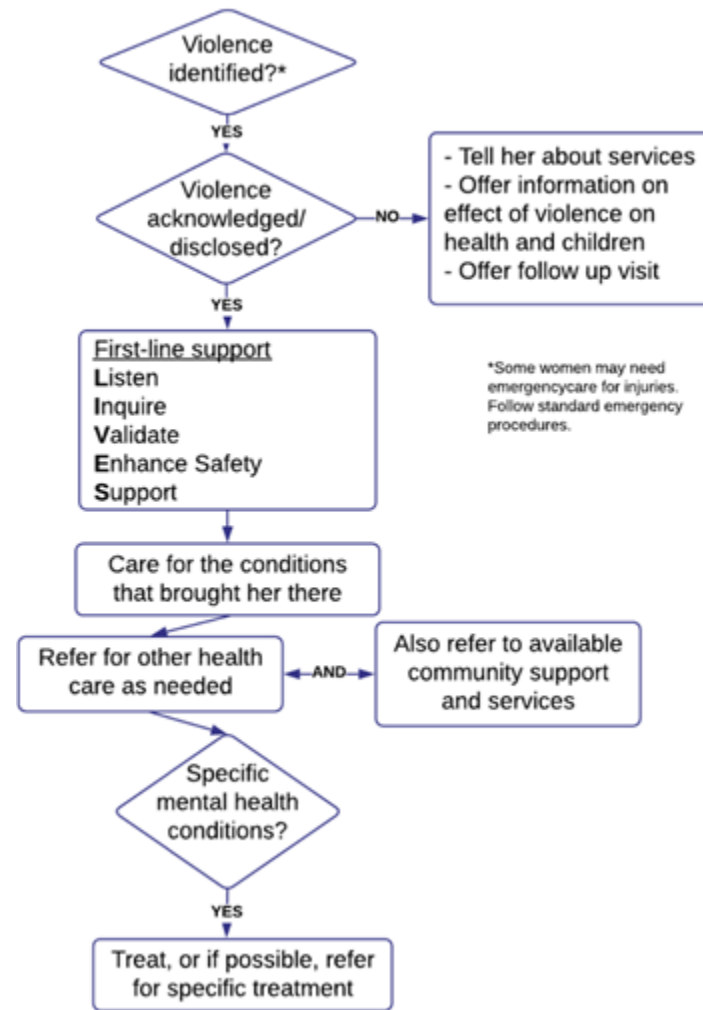 Violence
identified?*
YES
Violence
acknowledged/
disclosed?
NO
- Tell her about services
- Offer information on
effect of violence on
health and children
- Offer follow up visit
YES
First-line support
Listen
Inquire
Validate
Enhance Safety
Support
*Some women may need
emergencycare for injuries.
Follow standard emergency
procedures.
Care for the conditions
that brought her there
Refer for other health
care as needed
AND
Also refer to available
community support
and services
Specific
mental health
conditions?
YES
Treat, or if possible, refer
for specific treatment